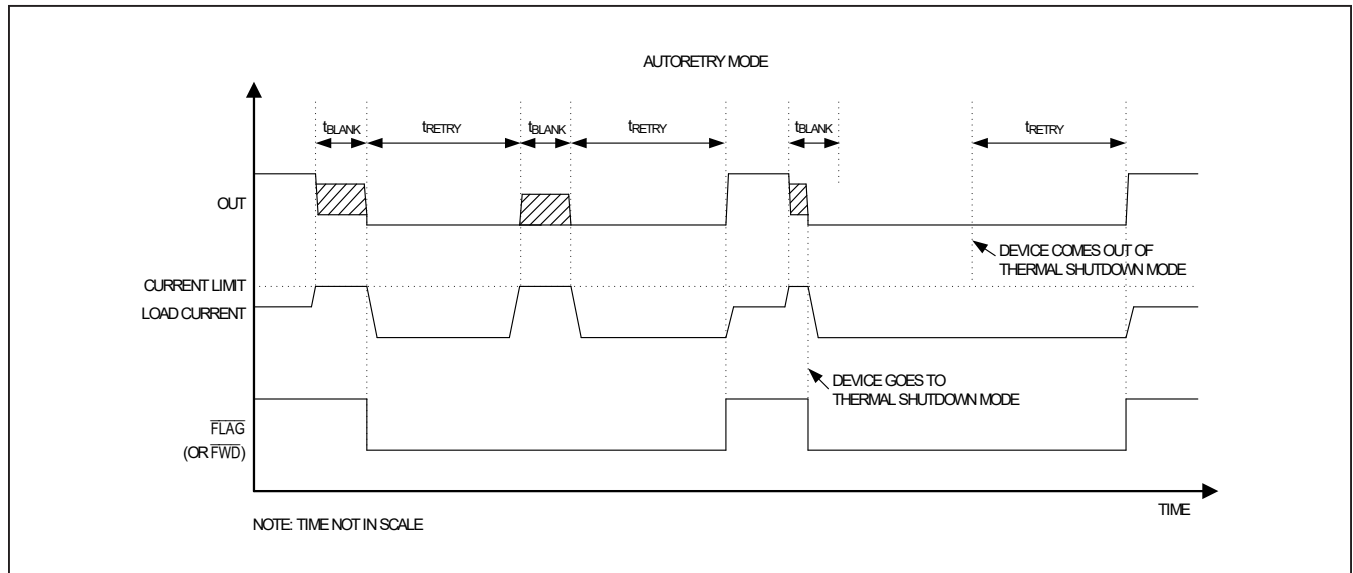 AUTORETRY MODE
tBLANK
tRETRY
tBLANK
tRETRY
tBLANK
tRETRY
OUT
DEVICE COMES OUT OF
THERMAL SHUTDOWN MODE
CURRENT LIMIT
LOAD CURRENT
DEVICE GOES TO
THERMAL SHUTDOWN MODE
FLAG
(OR FWD)
TIME
NOTE: TIME NOT IN SCALE